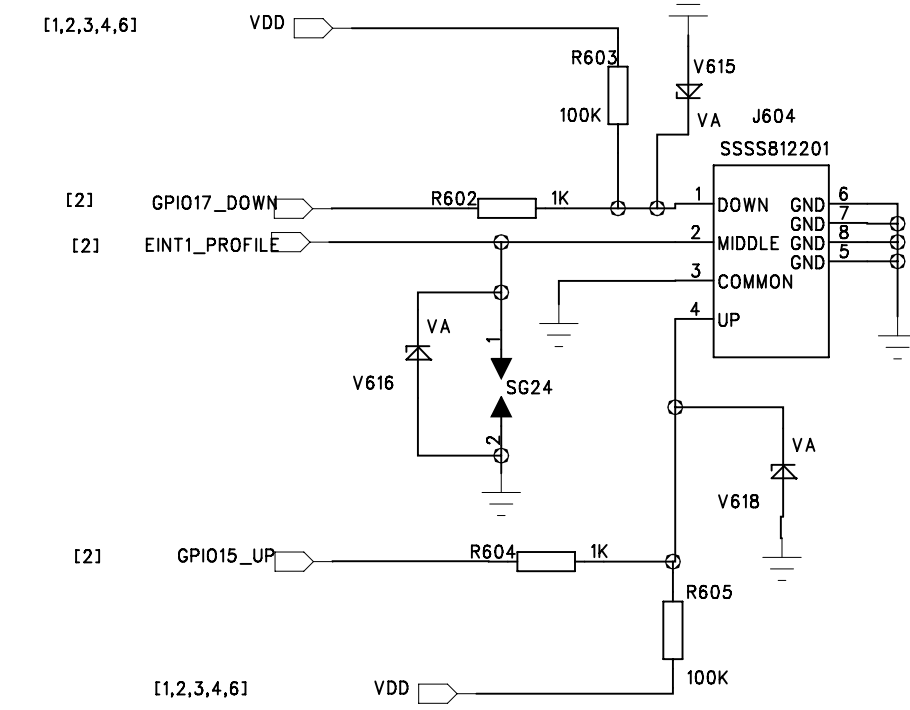 [1,2,3,4,6] VDD
R603
V615
100K
VA
J604
SSSS812201
[2] GPIO17_DOWN R602 1K 1 DOWN GND 6
GND 7
[2] EINT1_PROFILE 2 MIDDLE GND 8
GND 5
3 COMMON
4 UP
VA
1
V616
SG24
2
VA
V618
[2] GPIO15_UP R604 1K
R605
100K
[1,2,3,4,6] VDD